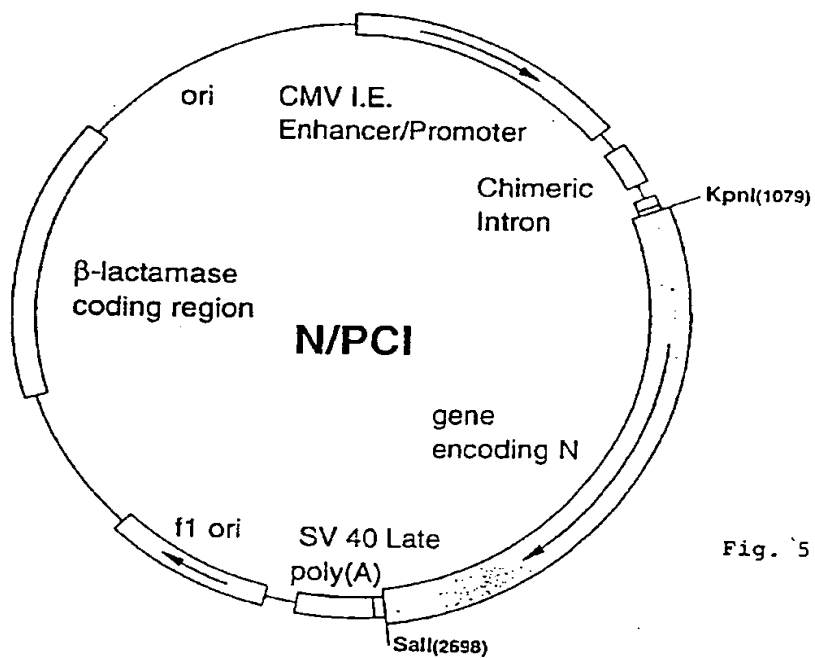 ori
CMV I.E.
Enhancer/Promoter
Chimeric
Intron
KpnI(1079)
β-lactamase
coding region
N/PCI
gene
encoding N
f1 ori
SV 40 Late
poly(A)
SalI(2698)
Fig. 5